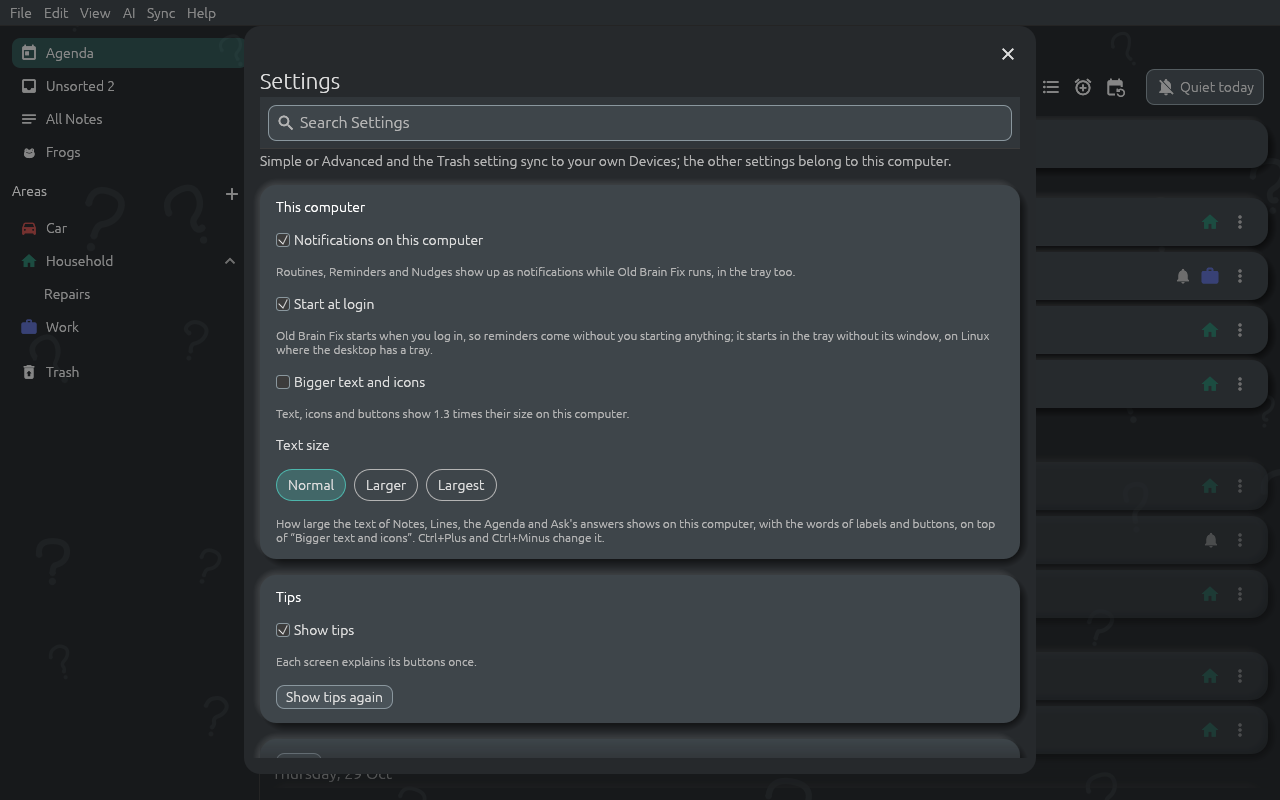 File Edit View AI Sync Help
Agenda
Unsorted 2
All Notes
Frogs
Areas
Car
Household
Repairs
Work
Trash
Quiet today
Settings
Search Settings
Simple or Advanced and the Trash setting sync to your own Devices; the other settings belong to this computer.
This computer
Notifications on this computer
Routines, Reminders and Nudges show up as notifications while Old Brain Fix runs, in the tray too.
Start at login
Old Brain Fix starts when you log in, so reminders come without you starting anything; it starts in the tray without its window, on Linux
where the desktop has a tray.
Bigger text and icons
Text, icons and buttons show 1.3 times their size on this computer.
Text size
Normal Larger Largest
How large the text of Notes, Lines, the Agenda and Ask's answers shows on this computer, with the words of labels and buttons, on top
of “Bigger text and icons”. Ctrl+Plus and Ctrl+Minus change it.
Tips
Show tips
Each screen explains its buttons once.
Show tips again
Thursday, 29 Oct